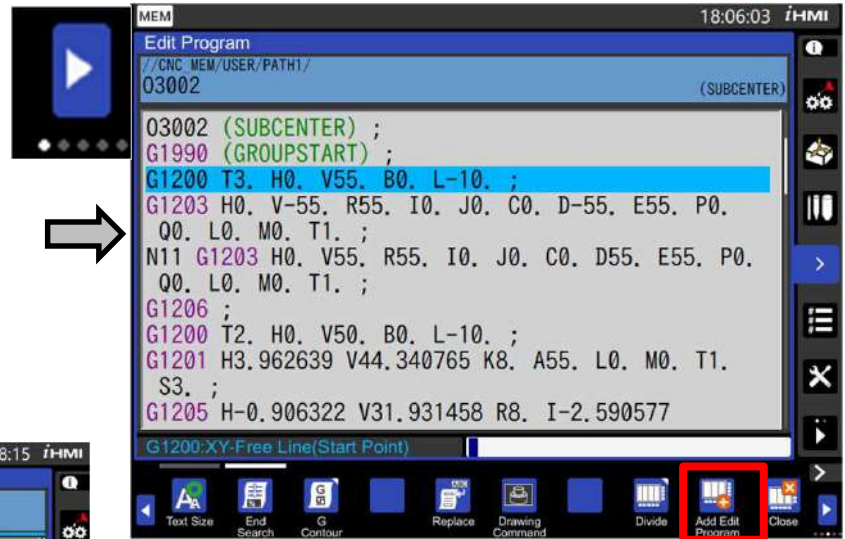 MEM
18:06:03 iHMI
Edit Program
//CNC_MEM/USER/PATH1/
O3002 (SUBCENTER)
O3002 (SUBCENTER) ;
G1990 (GROUPSTART) ;
G1200 T3. H0. V55. B0. L-10. ;
G1203 H0. V-55. R55. I0. J0. C0. D-55. E55. P0.
Q0. L0. M0. T1. ;
N11 G1203 H0. V55. R55. I0. J0. C0. D55. E55. P0.
Q0. L0. M0. T1. ;
G1206 ;
G1200 T2. H0. V50. B0. L-10. ;
G1201 H3.962639 V44.340765 K8. A55. L0. M0. T1.
S3. ;
G1205 H-0.906322 V31.931458 R8. I-2.590577
G1200:XY-Free Line(Start Point)
Text Size
End Search
G Contour
Replace
Drawing Command
Divide
Add Edit Program
Close
8:15 iHMI